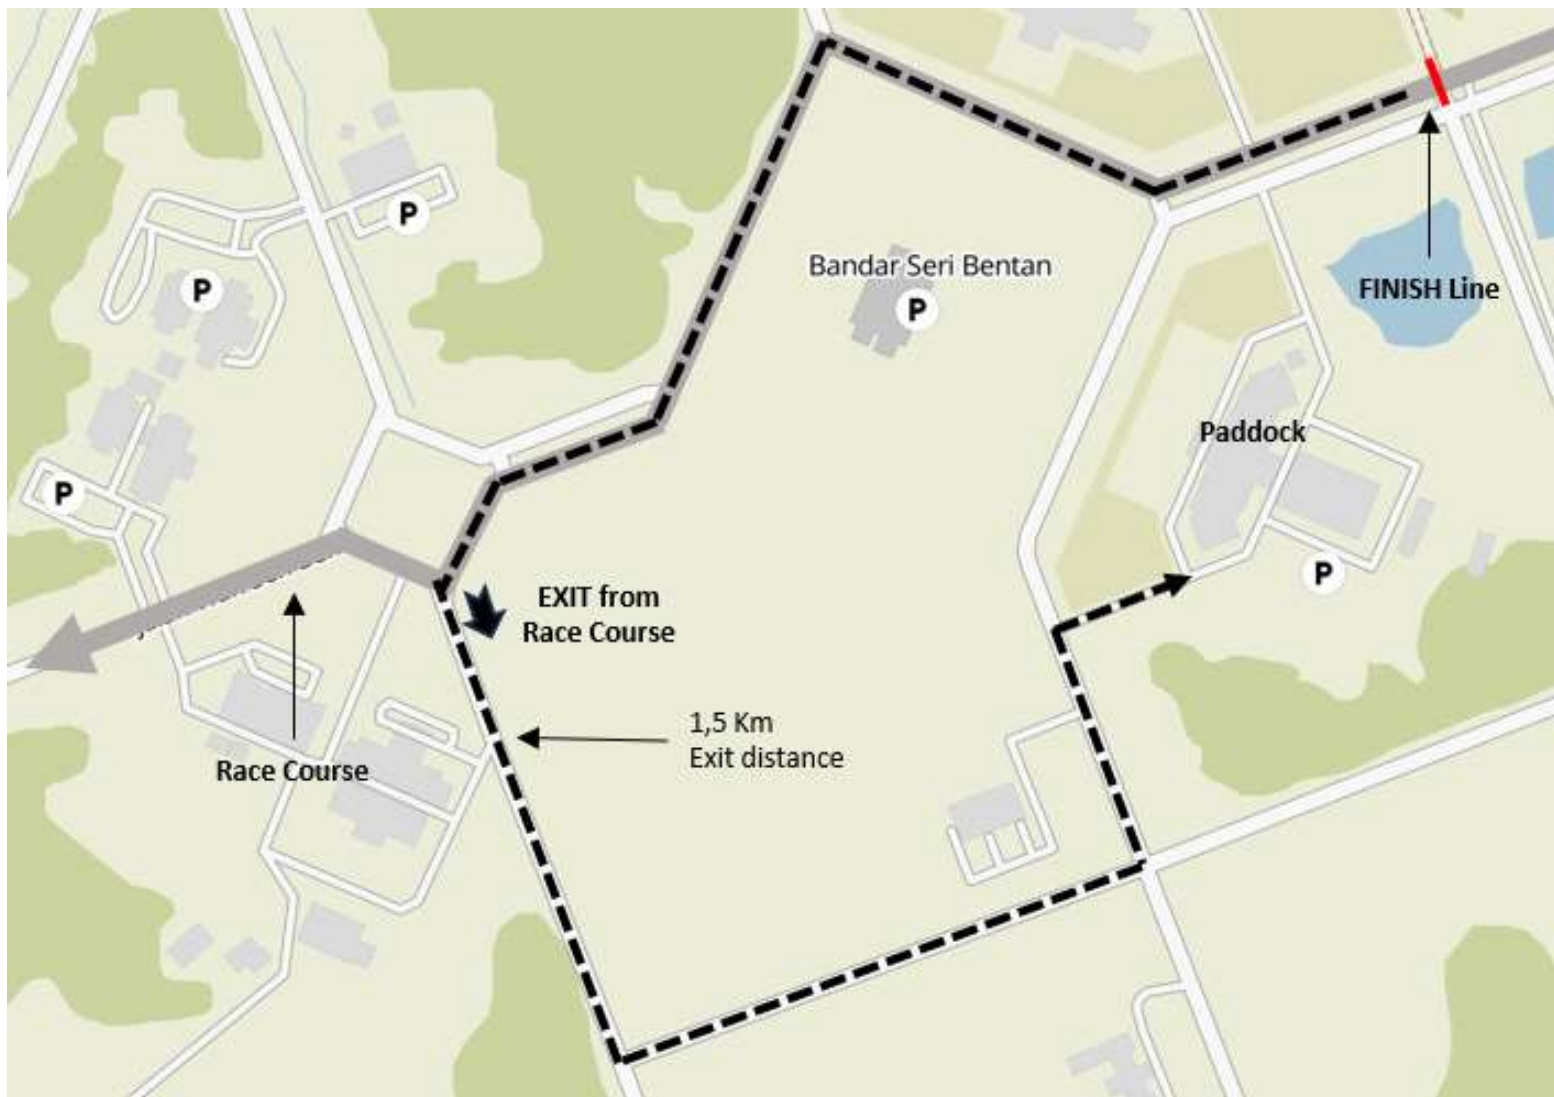 P
Bandar Seri Bentan
P
P
FINISH Line
Paddock
P
P
EXIT from
Race Course
1,5 Km
Exit distance
Race Course